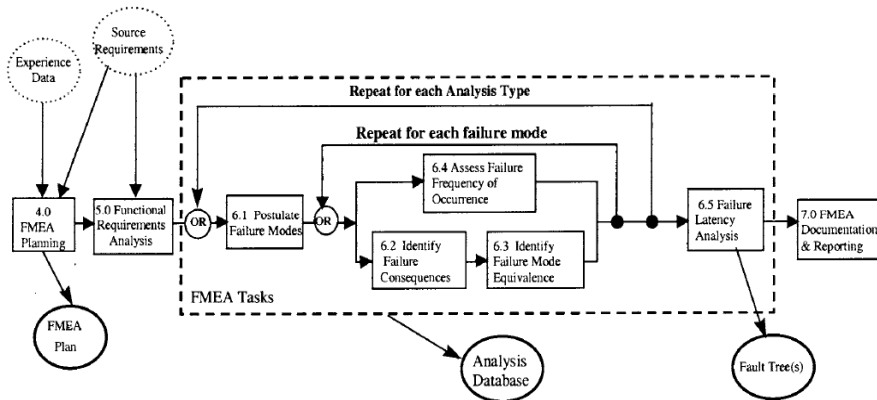 Source
Requirements
Experience
Data
Repeat for each Analysis Type
Repeat for each failure mode
4.0
FMEA
Planning
5.0 Functional
Requirements
Analysis
OR
6.1 Postulate
Failure Modes
OR
6.4 Assess Failure
Frequency of
Occurrence
6.2 Identify
Failure
Consequences
6.3 Identify
Failure Mode
Equivalence
6.5 Failure
Latency
Analysis
7.0 FMEA
Documentation
& Reporting
FMEA Tasks
FMEA
Plan
Analysis
Database
Fault Tree(s)